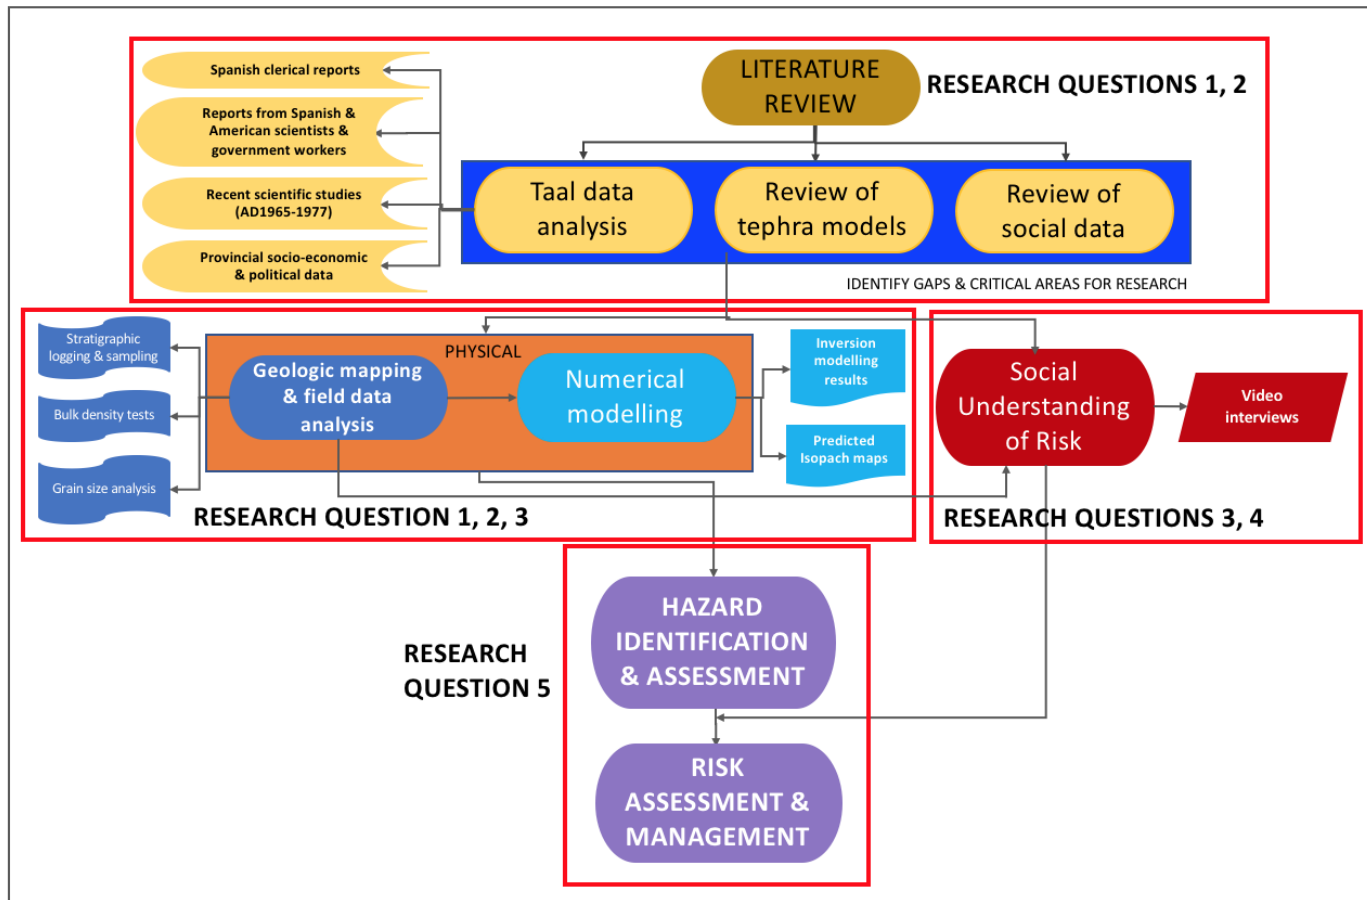 LITERATURE
REVIEW
RESEARCH QUESTIONS 1, 2
Spanish clerical reports
Reports from Spanish &
American scientists &
government workers
Recent scientific studies
(AD1965-1977)
Provincial socio-economic
& political data
Taal data
analysis
Review of
tephra models
Review of
social data
IDENTIFY GAPS & CRITICAL AREAS FOR RESEARCH
Stratigraphic
logging & sampling
Bulk density tests
Grain size analysis
PHYSICAL
Geologic mapping
& field data
analysis
Numerical
modelling
Inversion
modelling
results
Predicted
Isopach maps
RESEARCH QUESTION 1, 2, 3
Social
Understanding
of Risk
Video
interviews
RESEARCH QUESTIONS 3, 4
RESEARCH
QUESTION 5
HAZARD
IDENTIFICATION
& ASSESSMENT
RISK
ASSESSMENT &
MANAGEMENT